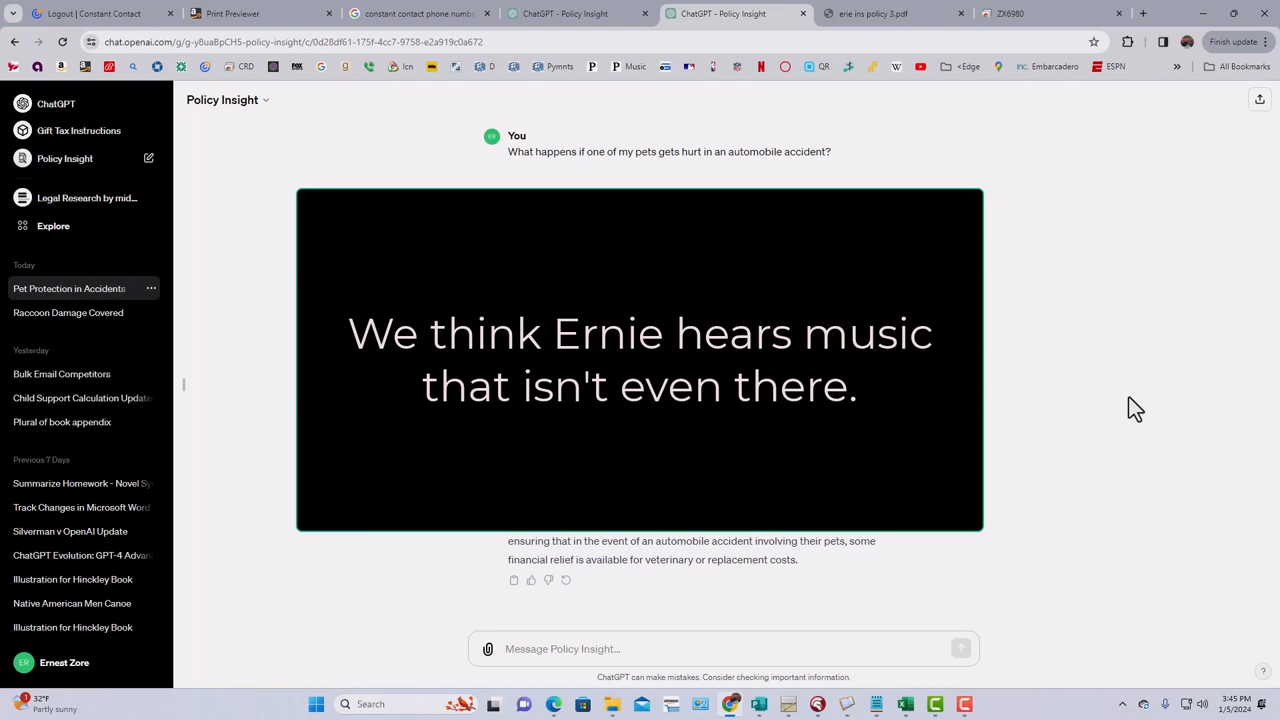 Logout | Constant Contact
Print Previewer
constant contact phone numb
ChatGPT - Policy Insight
ChatGPT - Policy Insight
erie ins policy 3.pdf
ZX6980
chat.openai.com/g/g-y8uaBpCH5-policy-insight/c/0d28df61-175f-4cc7-9758-e2a919c0a672
Finish update
CRD
Icn
D
Pymnts
Music
QR
<Edge
Inc. Embarcadero
ESPN
All Bookmarks
ChatGPT
Gift Tax Instructions
Policy Insight
Legal Research by mid...
Explore
Today
Pet Protection in Accidents
Raccoon Damage Covered
Yesterday
Bulk Email Competitors
Child Support Calculation Update
Plural of book appendix
Previous 7 Days
Summarize Homework - Novel Sy
Track Changes in Microsoft Word
Silverman v OpenAI Update
ChatGPT Evolution: GPT-4 Advan
Illustration for Hinckley Book
Native American Men Canoe
Illustration for Hinckley Book
ER
Ernest Zore
Policy Insight
ER
You
What happens if one of my pets gets hurt in an automobile accident?
We think Ernie hears music
that isn't even there.
ensuring that in the event of an automobile accident involving their pets, some
financial relief is available for veterinary or replacement costs.
Message Policy Insight...
ChatGPT can make mistakes. Consider checking important information.
?
1
32°F
Partly sunny
Search
3:45 PM
1/5/2024